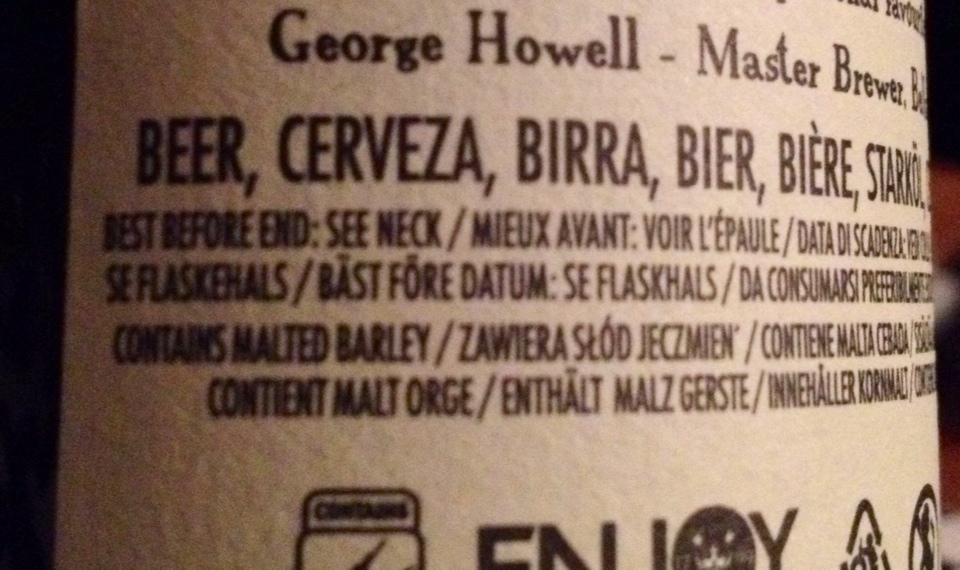 George Howell - Master Brewer,
BEER, CERVEZA, BIRRA, BIER, BIÈRE, STARKÖL,
BEST BEFORE END: SEE NECK / MIEUX AVANT: VOIR L'ÉPAULE / DATA DI SCADENZA:
SE FLASKEHALS / BÄST FÖRE DATUM: SE FLASKHALS / DA CONSUMARSI
CONTAINS MALTED BARLEY / ZAWIERA SŁÓD JECZMIEN´ / CONTIENE MALTA CEBADA /
CONTIENT MALT ORGE / ENTHÄLT MALZ GERSTE / INNEHÅLLER KORNMALT /
CONTAINS
ENJOY